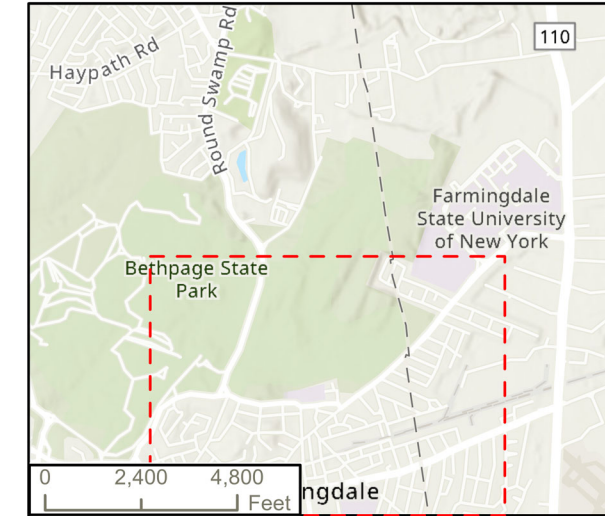 110
Haypath Rd
Round Swamp Rd
Farmingdale
State University
of New York
Bethpage State
Park
0 2,400 4,800
Feet
ngdale